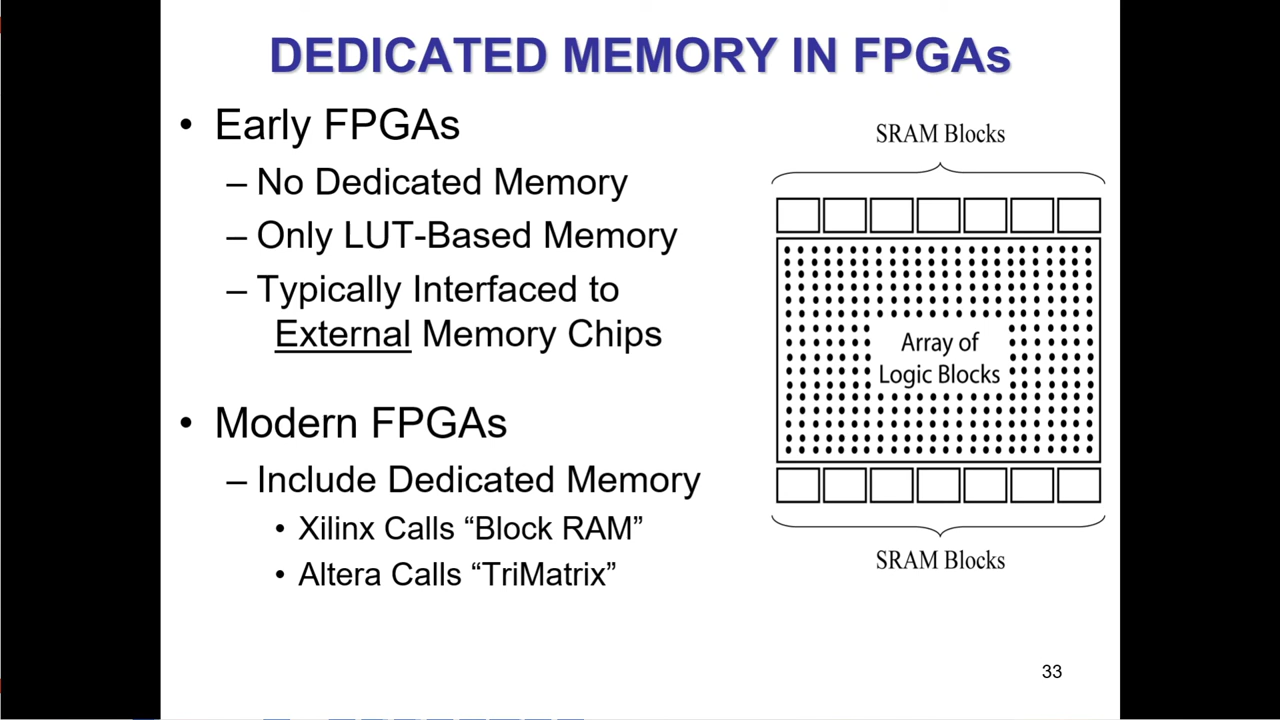 DEDICATED MEMORY IN FPGAs
• Early FPGAs
– No Dedicated Memory
– Only LUT-Based Memory
– Typically Interfaced to
External Memory Chips
• Modern FPGAs
– Include Dedicated Memory
• Xilinx Calls “Block RAM”
• Altera Calls “TriMatrix”
SRAM Blocks
Array of
Logic Blocks
SRAM Blocks
33